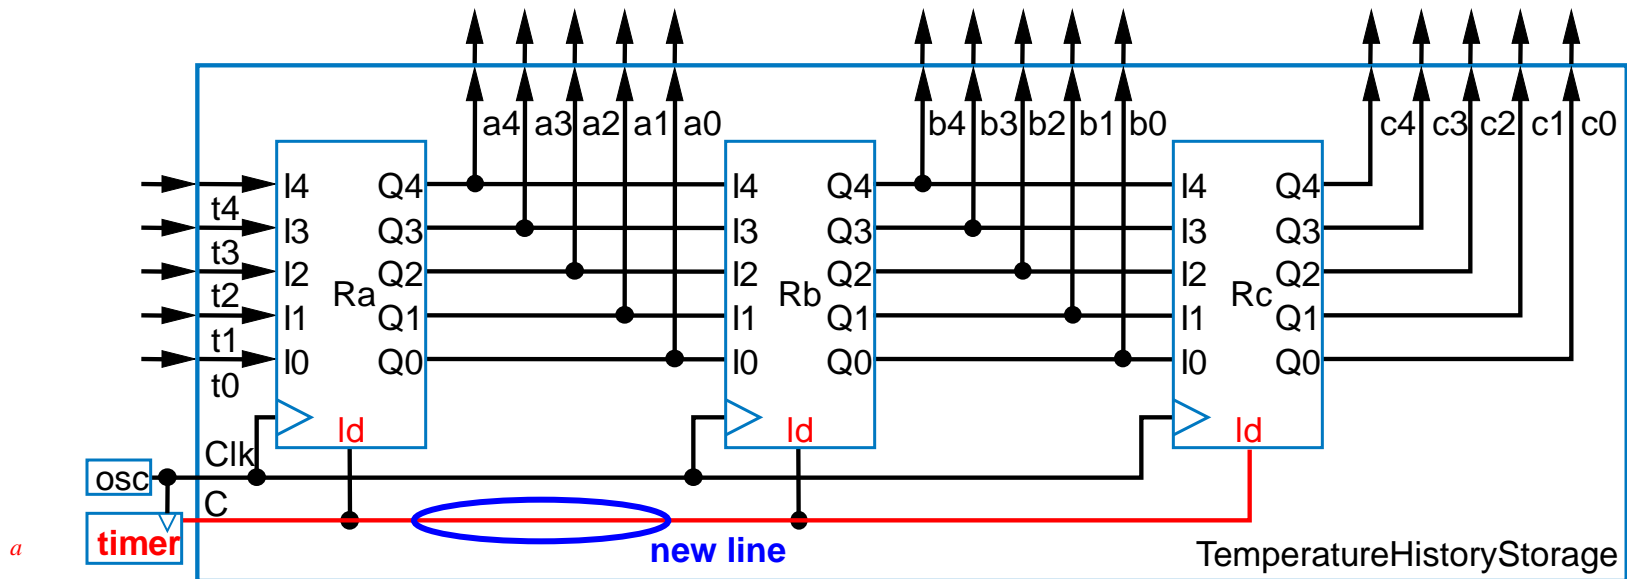 a4 a3 a2 a1 a0 b4 b3 b2 b1 b0 c4 c3 c2 c1 c0
I4 Q4 I4 Q4 I4 Q4
t4
I3 Q3 I3 Q3 I3 Q3
t3
I2 Q2 I2 Q2 I2 Q2
Ra Rb Rc
t2
I1 Q1 I1 Q1 I1 Q1
t1
I0 Q0 I0 Q0 I0 Q0
t0
ld ld ld
Clk
osc
C
timer
a
new line
TemperatureHistoryStorage